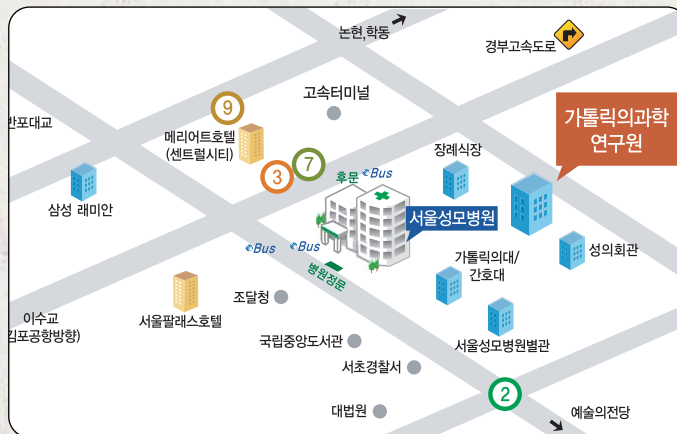 논현,학동
경부고속도로
9
고속터미널
반포대교
메리어트호텔
(센트럴시티)
가톨릭의과학
연구원
7
3
장례식장
후문
Bus
삼성 래미안
서울성모병원
Bus
Bus
성의회관
가톨릭의대/
간호대
병원정문
조달청
이수교
김포공항방향)
서울팔래스호텔
국립중앙도서관
서울성모병원별관
서초경찰서
2
대법원
예술의전당